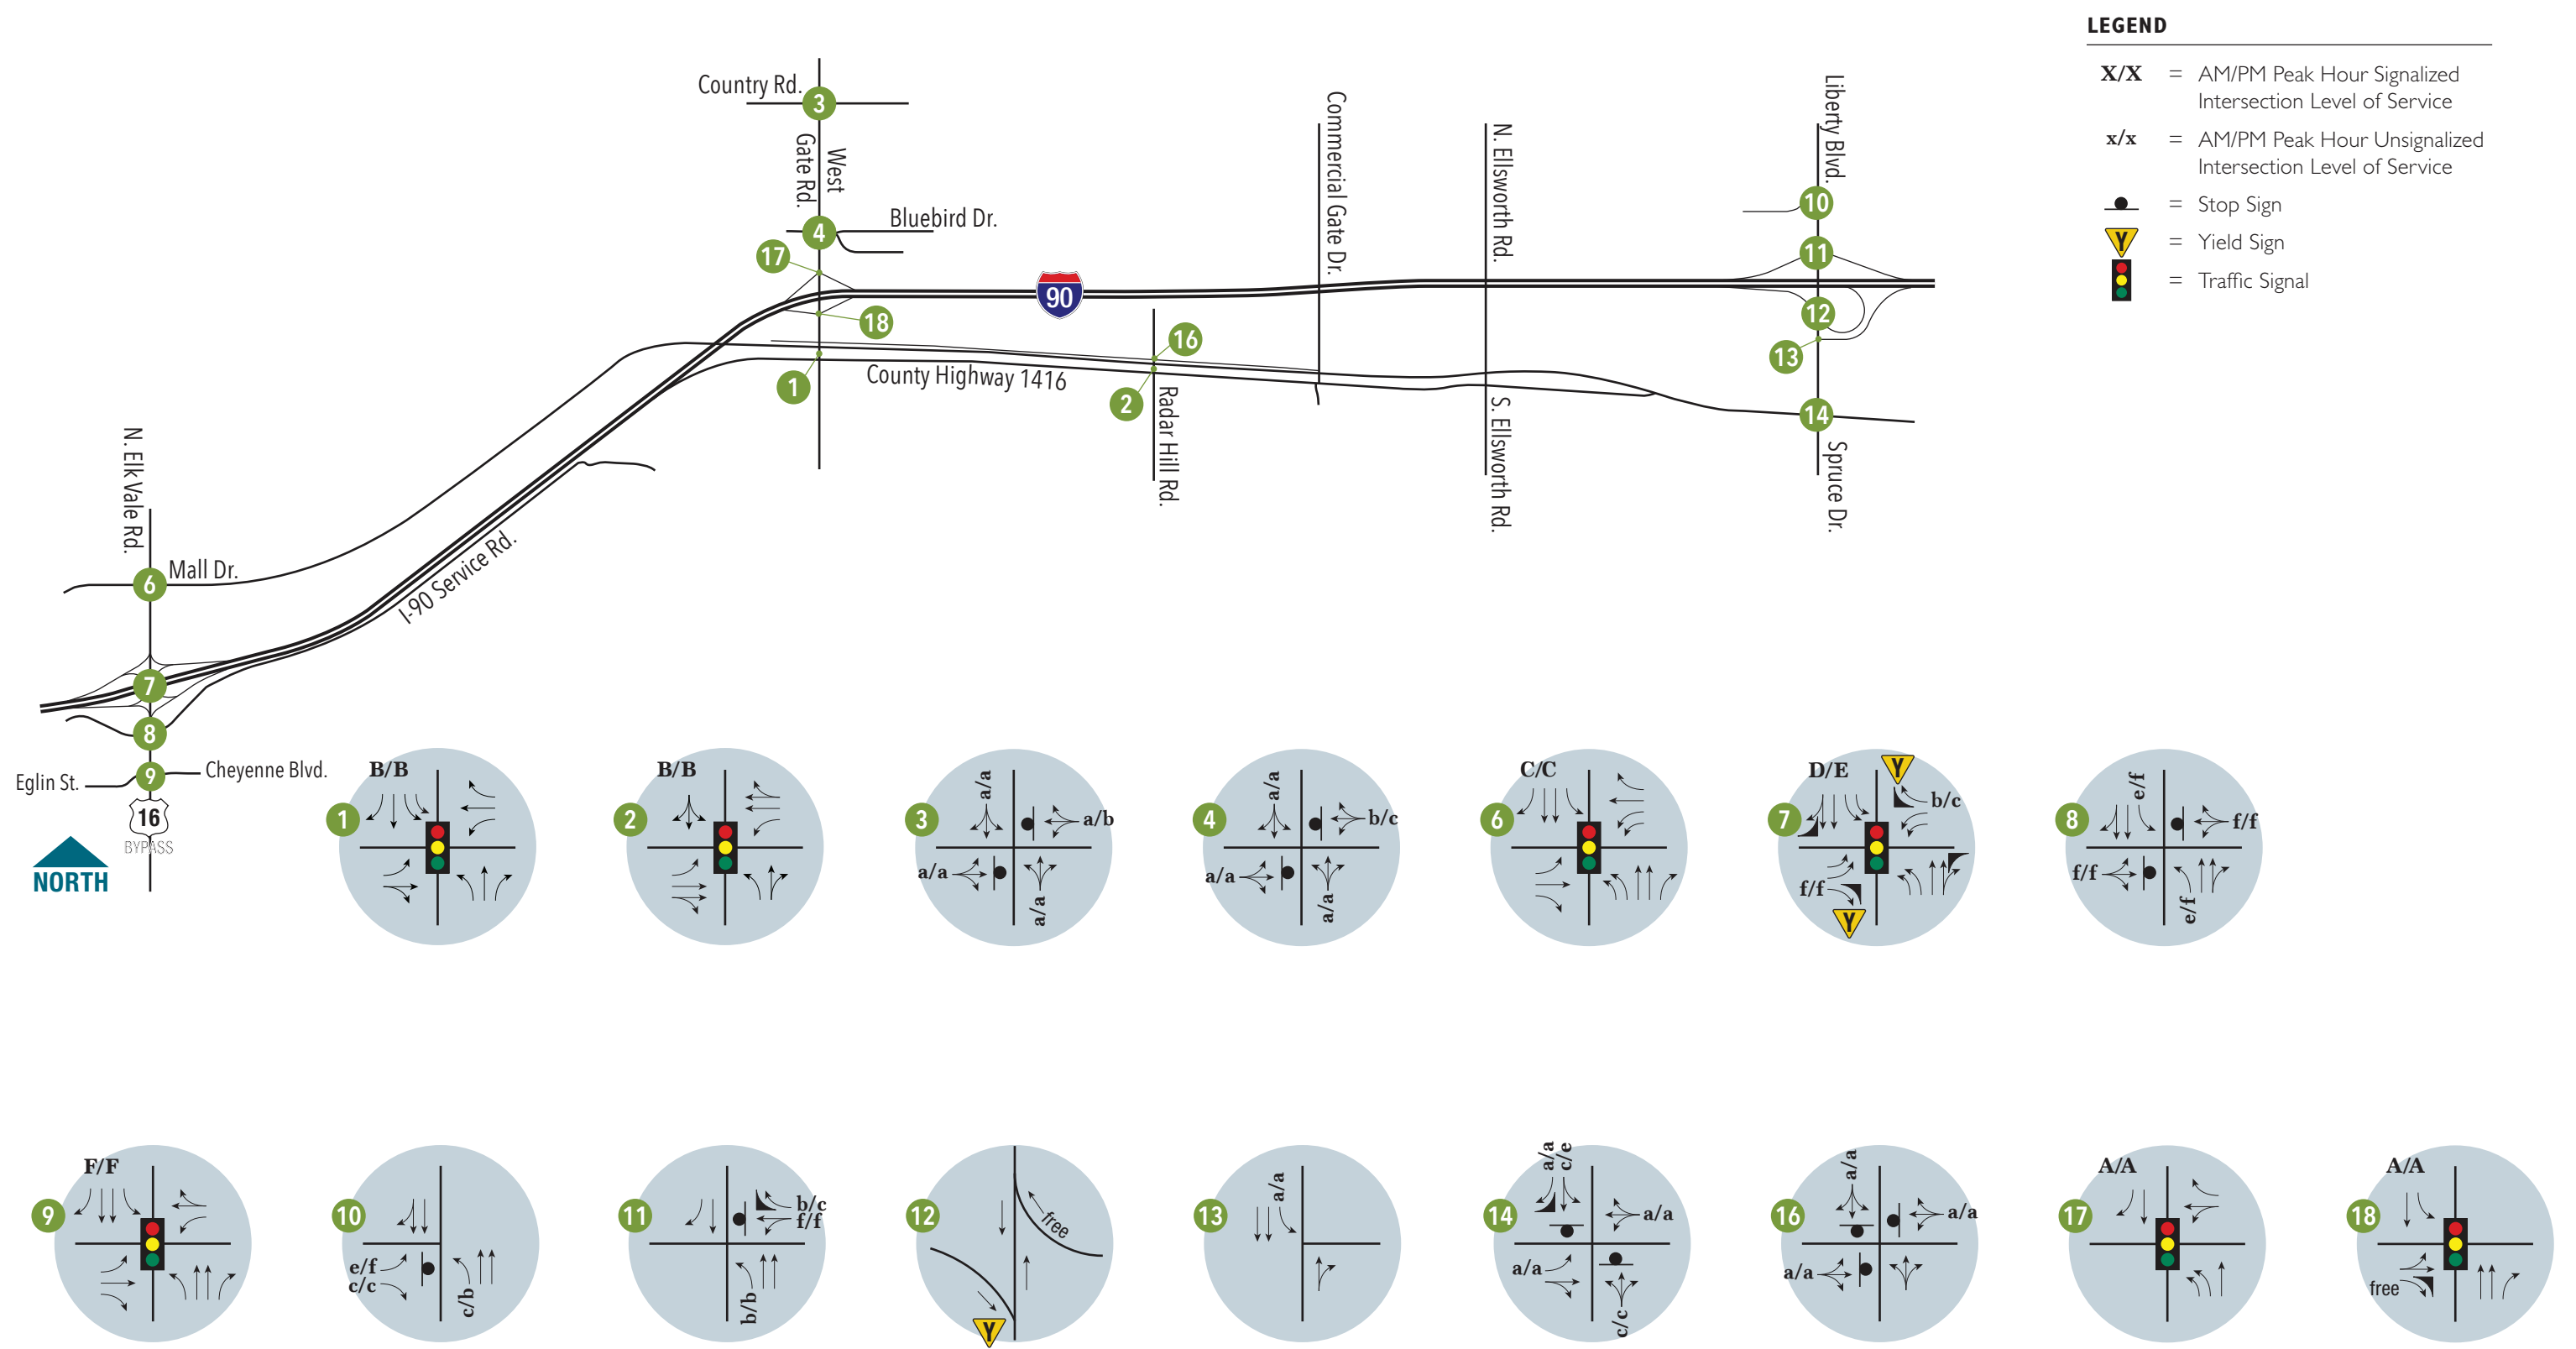 LEGEND
X/X = AM/PM Peak Hour Signalized
Intersection Level of Service
x/x = AM/PM Peak Hour Unsignalized
Intersection Level of Service
= Stop Sign
Y = Yield Sign
= Traffic Signal
Country Rd.
3
West
Gate Rd.
4
Bluebird Dr.
17
18
90
1
County Highway 1416
16
2
Radar Hill Rd.
Commercial Gate Dr.
N. Ellsworth Rd.
S. Ellsworth Rd.
Liberty Blvd.
10
11
12
13
14
Spruce Dr.
N. Elk Vale Rd.
6
Mall Dr.
I-90 Service Rd.
7
8
9
Eglin St.
Cheyenne Blvd.
16
BYPASS
NORTH
1
B/B
2
B/B
3
a/a
a/b
a/a
a/a
4
a/a
b/c
a/a
a/a
6
C/C
7
D/E
Y
b/c
f/f
Y
8
e/f
f/f
f/f
e/f
9
F/F
10
e/f
c/c
c/b
11
b/c
f/f
b/b
12
free
Y
13
a/a
14
a/a
c/e
a/a
a/a
c/c
16
a/a
a/a
a/a
17
A/A
18
A/A
free